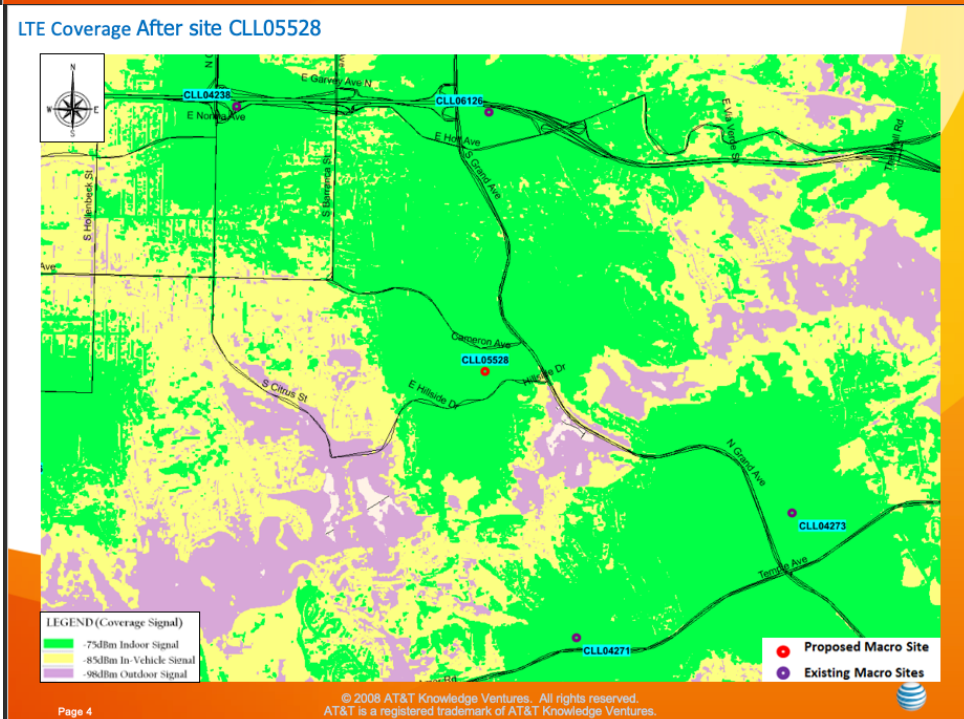 LTE Coverage After site CLL05528
N
W E
S
E Garvey Ave N
CLL04238
CLL06126
E Norma Ave
E Holt Ave
E Via Verde St
S Grand Ave
S Barranca St
S Hollenbeck St
Ave
Cameron Ave
CLL05528
Hillside Dr
E Hillside Dr
S Citrus St
N Grand Ave
CLL04273
Temple Ave
CLL04271
LEGEND (Coverage Signal)
-75dBm Indoor Signal
-85dBm In-Vehicle Signal
-98dBm Outdoor Signal
Proposed Macro Site
Existing Macro Sites
Page 4
© 2008 AT&T Knowledge Ventures. All rights reserved.
AT&T is a registered trademark of AT&T Knowledge Ventures.